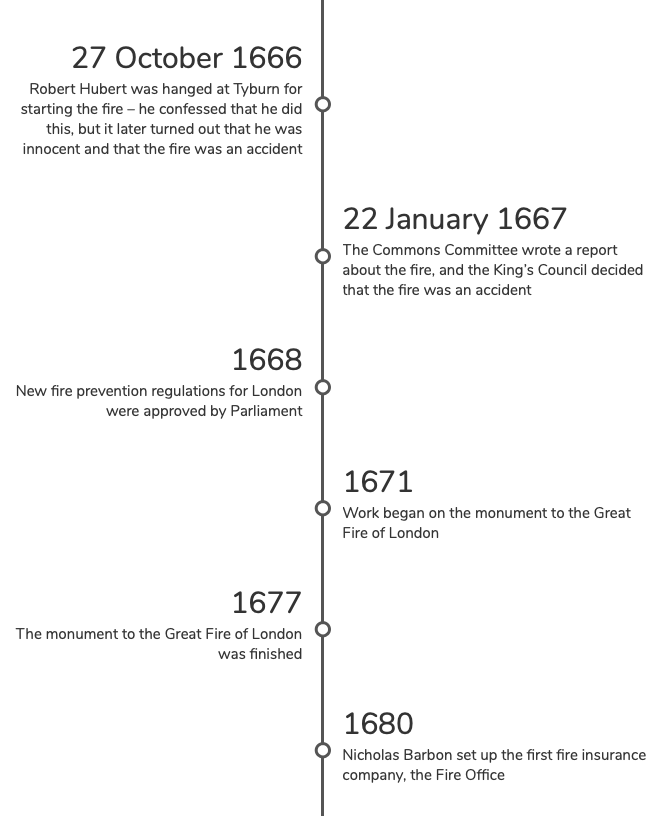 27 October 1666
Robert Hubert was hanged at Tyburn for
starting the fire – he confessed that he did
this, but it later turned out that he was
innocent and that the fire was an accident
22 January 1667
The Commons Committee wrote a report
about the fire, and the King’s Council decided
that the fire was an accident
1668
New fire prevention regulations for London
were approved by Parliament
1671
Work began on the monument to the Great
Fire of London
1677
The monument to the Great Fire of London
was finished
1680
Nicholas Barbon set up the first fire insurance
company, the Fire Office